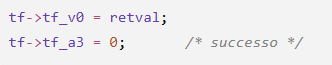 tf->tf_v0 = retval;
tf->tf_a3 = 0;       /* successo */